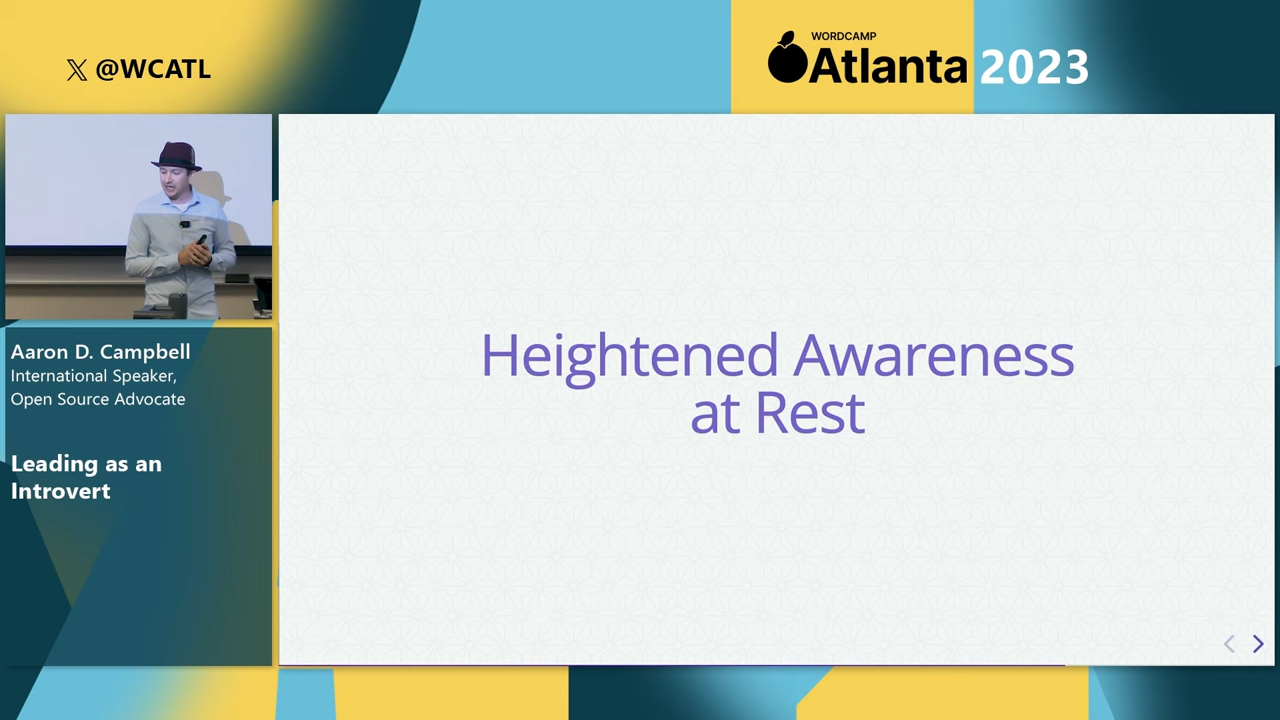 𝕏 @WCATL
WORDCAMP
Atlanta 2023
Aaron D. Campbell
International Speaker,
Open Source Advocate
Leading as an
Introvert
Heightened Awareness
at Rest